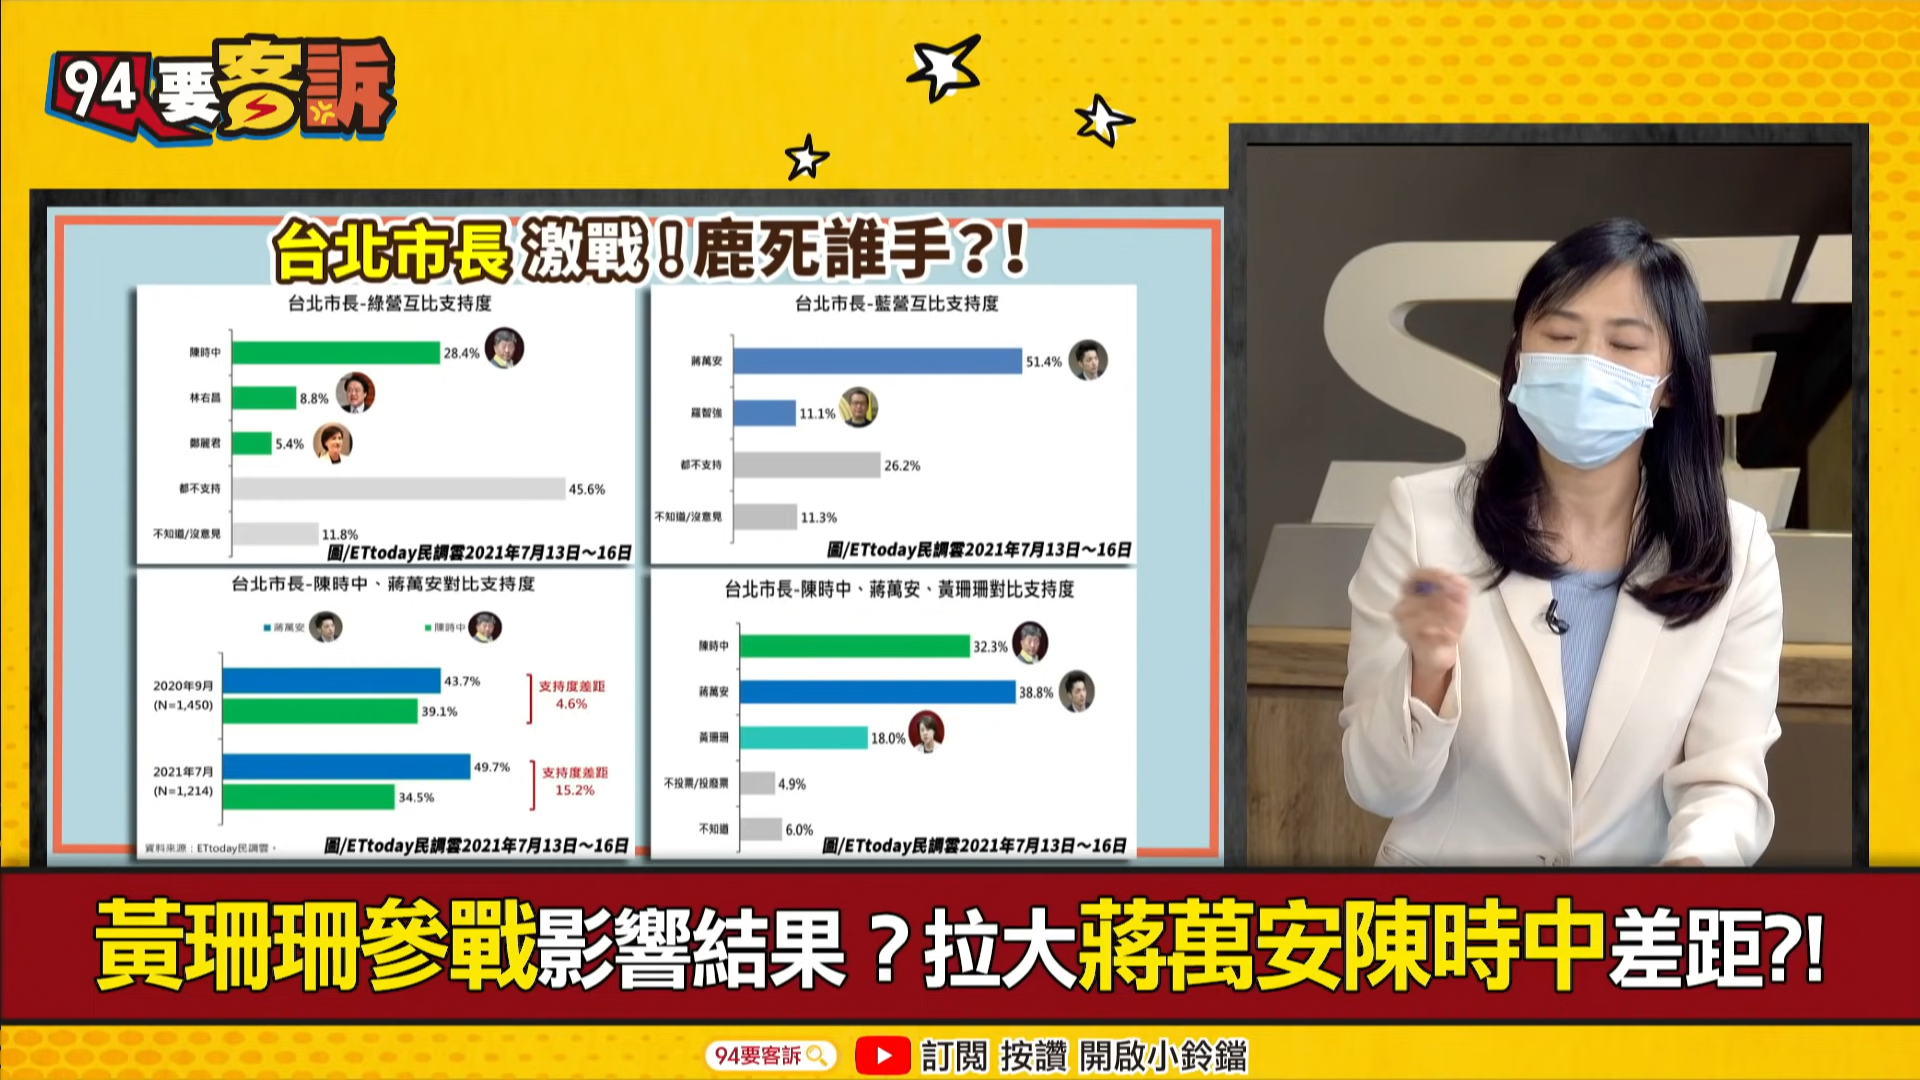 94要客訴
台北市長 激戰！鹿死誰手?!
台北市長-綠營互比支持度
陳時中 28.4%
林右昌 8.8%
鄭麗君 5.4%
都不支持 45.6%
不知道/沒意見 11.8%
圖/ETtoday民調雲2021年7月13日～16日
台北市長-藍營互比支持度
蔣萬安 51.4%
羅智強 11.1%
都不支持 26.2%
不知道/沒意見 11.3%
圖/ETtoday民調雲2021年7月13日～16日
台北市長-陳時中、蔣萬安對比支持度
蔣萬安 陳時中
2020年9月
(N=1,450)
43.7%
39.1%
支持度差距
4.6%
2021年7月
(N=1,214)
49.7%
34.5%
支持度差距
15.2%
資料來源：ETtoday民調雲。
圖/ETtoday民調雲2021年7月13日～16日
台北市長-陳時中、蔣萬安、黃珊珊對比支持度
陳時中 32.3%
蔣萬安 38.8%
黃珊珊 18.0%
不投票/投廢票 4.9%
不知道 6.0%
圖/ETtoday民調雲2021年7月13日～16日
黃珊珊參戰影響結果？拉大蔣萬安陳時中差距?!
94要客訴 訂閱 按讚 開啟小鈴鐺